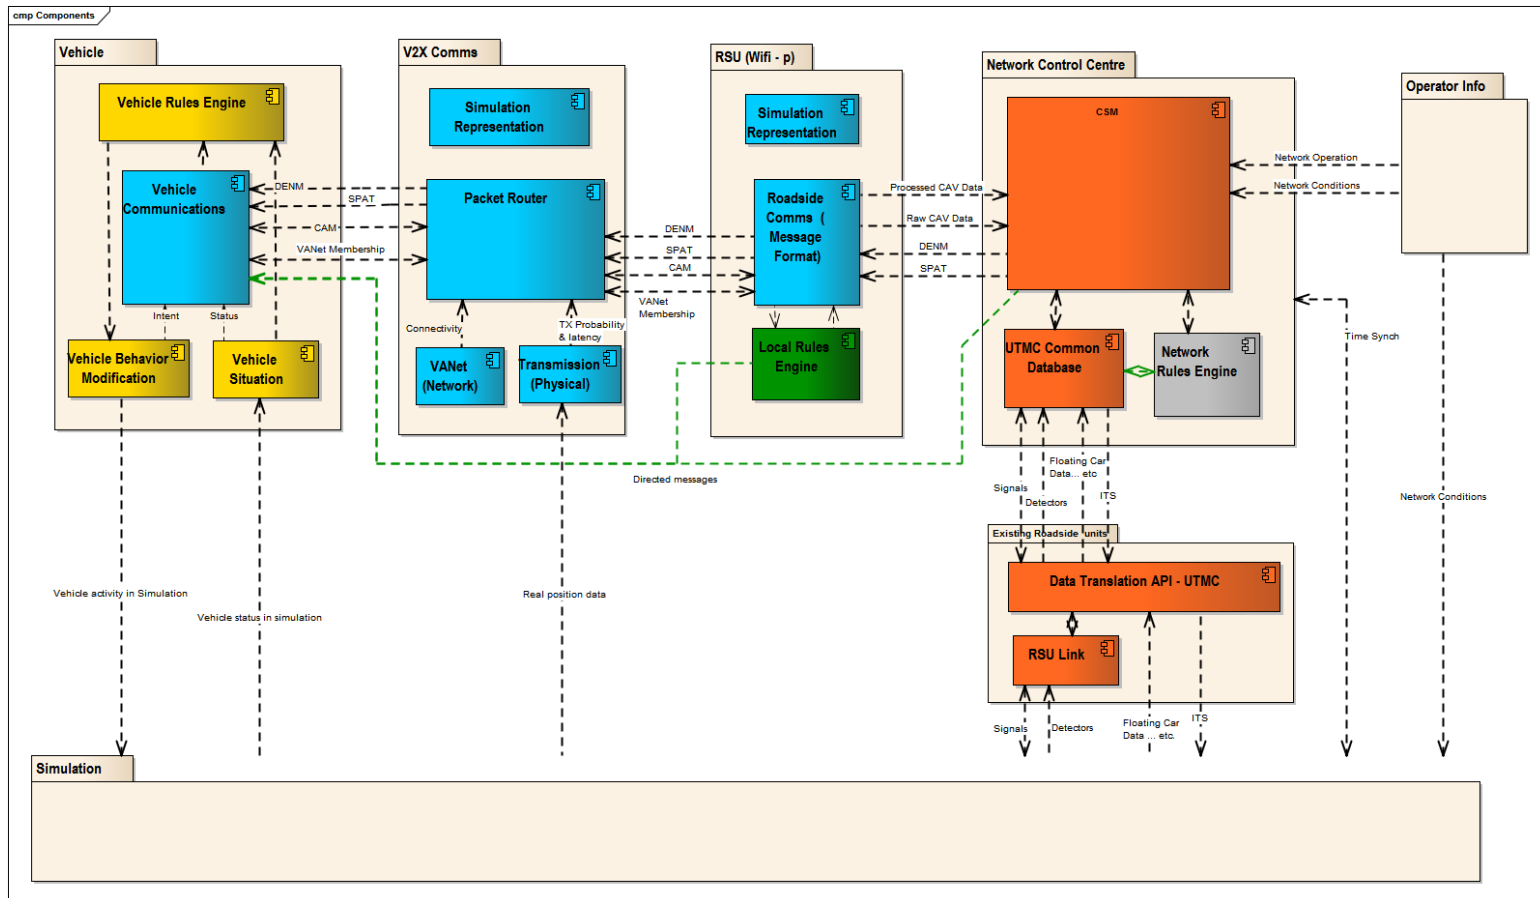 cmp Components
Vehicle
Vehicle Rules Engine
Vehicle
Communications
Intent
Status
Vehicle Behavior
Modification
Vehicle
Situation
DENM
SPAT
CAM
VANet Membership
V2X Comms
Simulation
Representation
Packet Router
Connectivity
TX Probability
& latency
VANet
(Network)
Transmission
(Physical)
DENM
SPAT
CAM
VANet
Membership
RSU (Wifi - p)
Simulation
Representation
Roadside
Comms (
Message
Format)
Local Rules
Engine
Processed CAV Data
Raw CAV Data
DENM
SPAT
Network Control Centre
CSM
UTMC Common
Database
Network
Rules Engine
Network Operation
Network Conditions
Operator Info
Time Synch
Network Conditions
Directed messages
Signals
Detectors
Floating Car
Data... etc
ITS
Existing Roadside units
Data Translation API - UTMC
RSU Link
Signals
Detectors
Floating Car
Data ... etc.
ITS
Vehicle activity in Simulation
Vehicle status in simulation
Real position data
Simulation